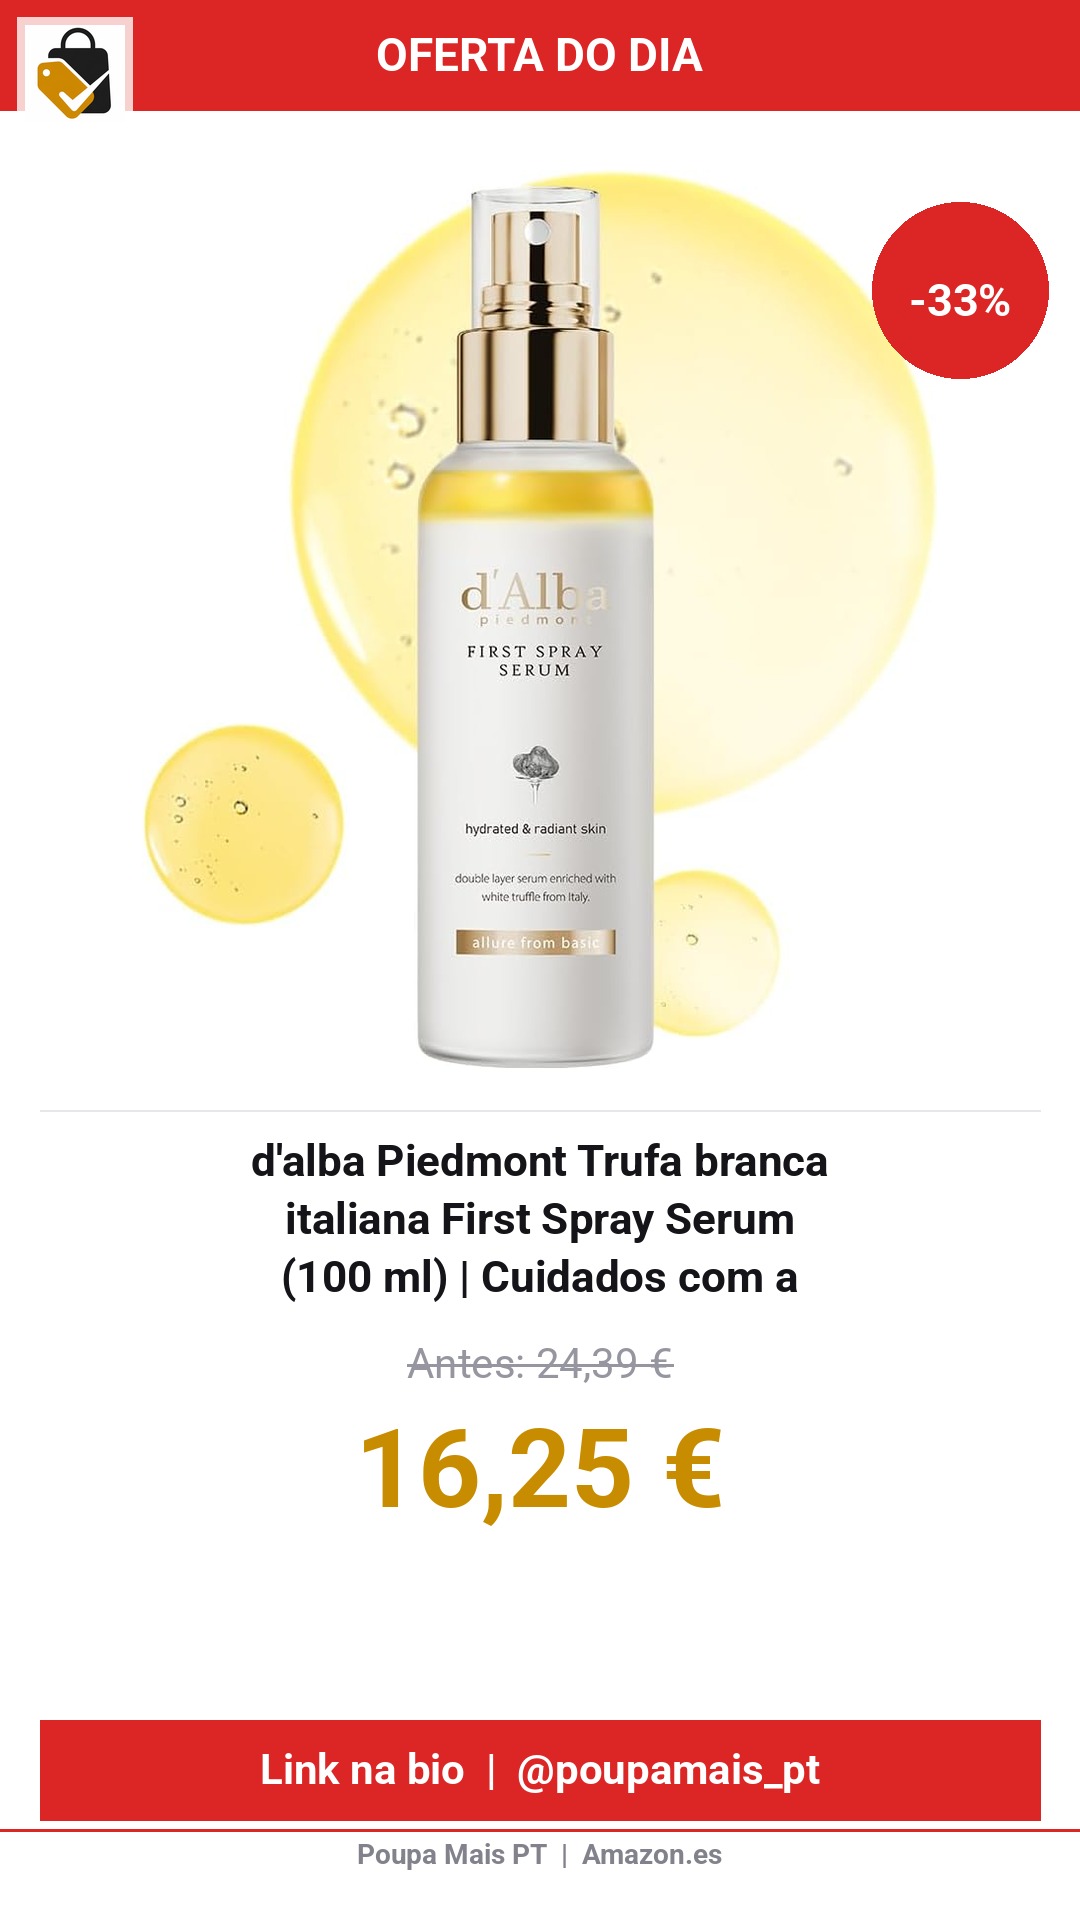 OFERTA DO DIA
-33%
d'Alba
piedmont
FIRST SPRAY
SERUM
hydrated & radiant skin
double layer serum enriched with
white truffle from Italy.
allure from basic
d'alba Piedmont Trufa branca
italiana First Spray Serum
(100 ml) | Cuidados com a
Antes: 24,39 €
16,25 €
Link na bio | @poupamais_pt
Poupa Mais PT | Amazon.es